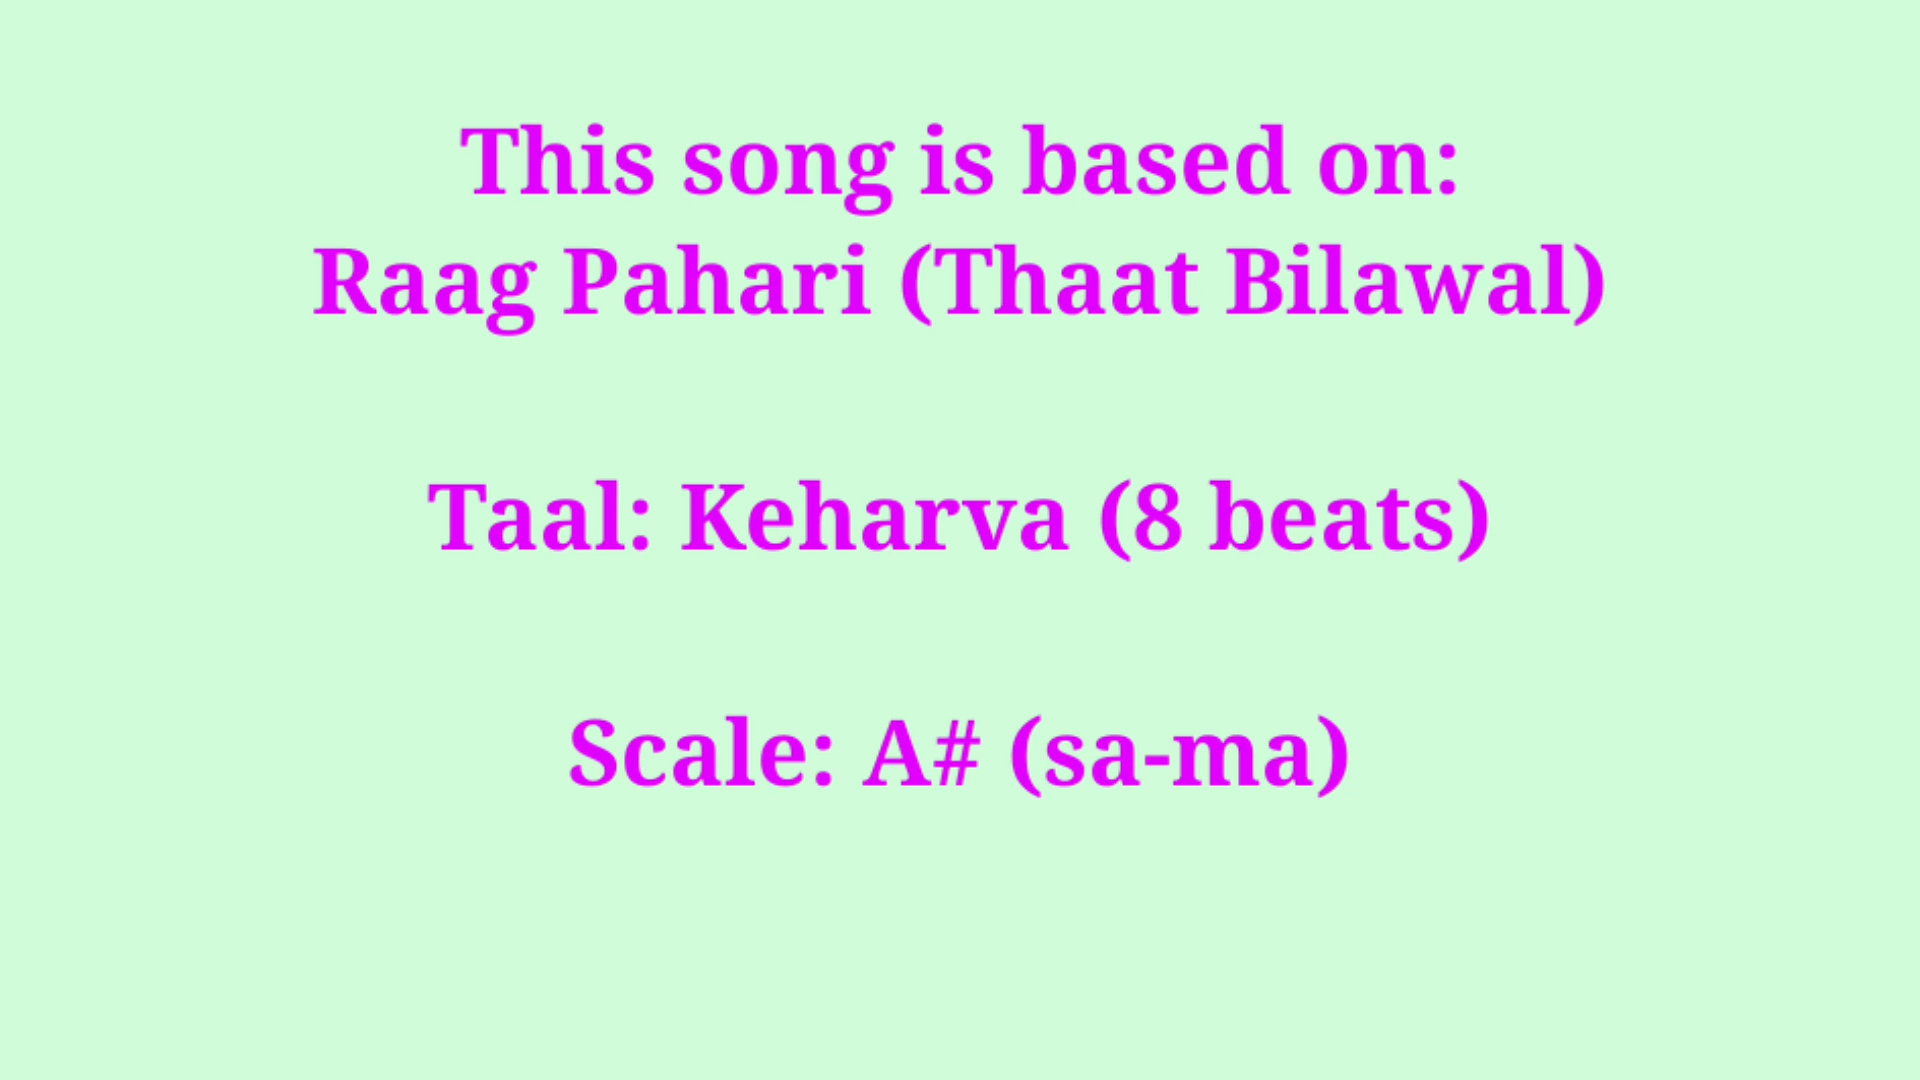 This song is based on:
Raag Pahari (Thaat Bilawal)
Taal: Keharva (8 beats)
Scale: A# (sa-ma)